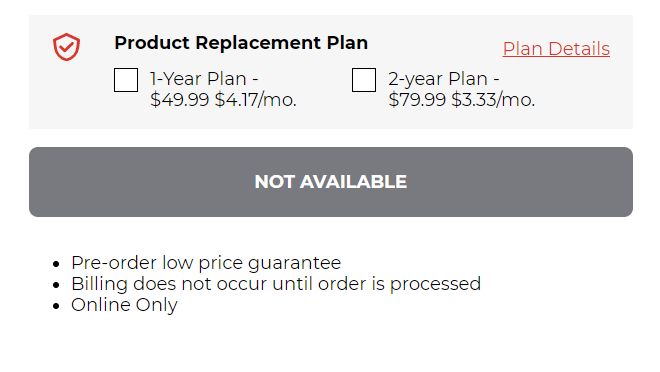 Product Replacement Plan
Plan Details
1-Year Plan -
$49.99 $4.17/mo.
2-year Plan -
$79.99 $3.33/mo.
NOT AVAILABLE
Pre-order low price guarantee
Billing does not occur until order is processed
Online Only